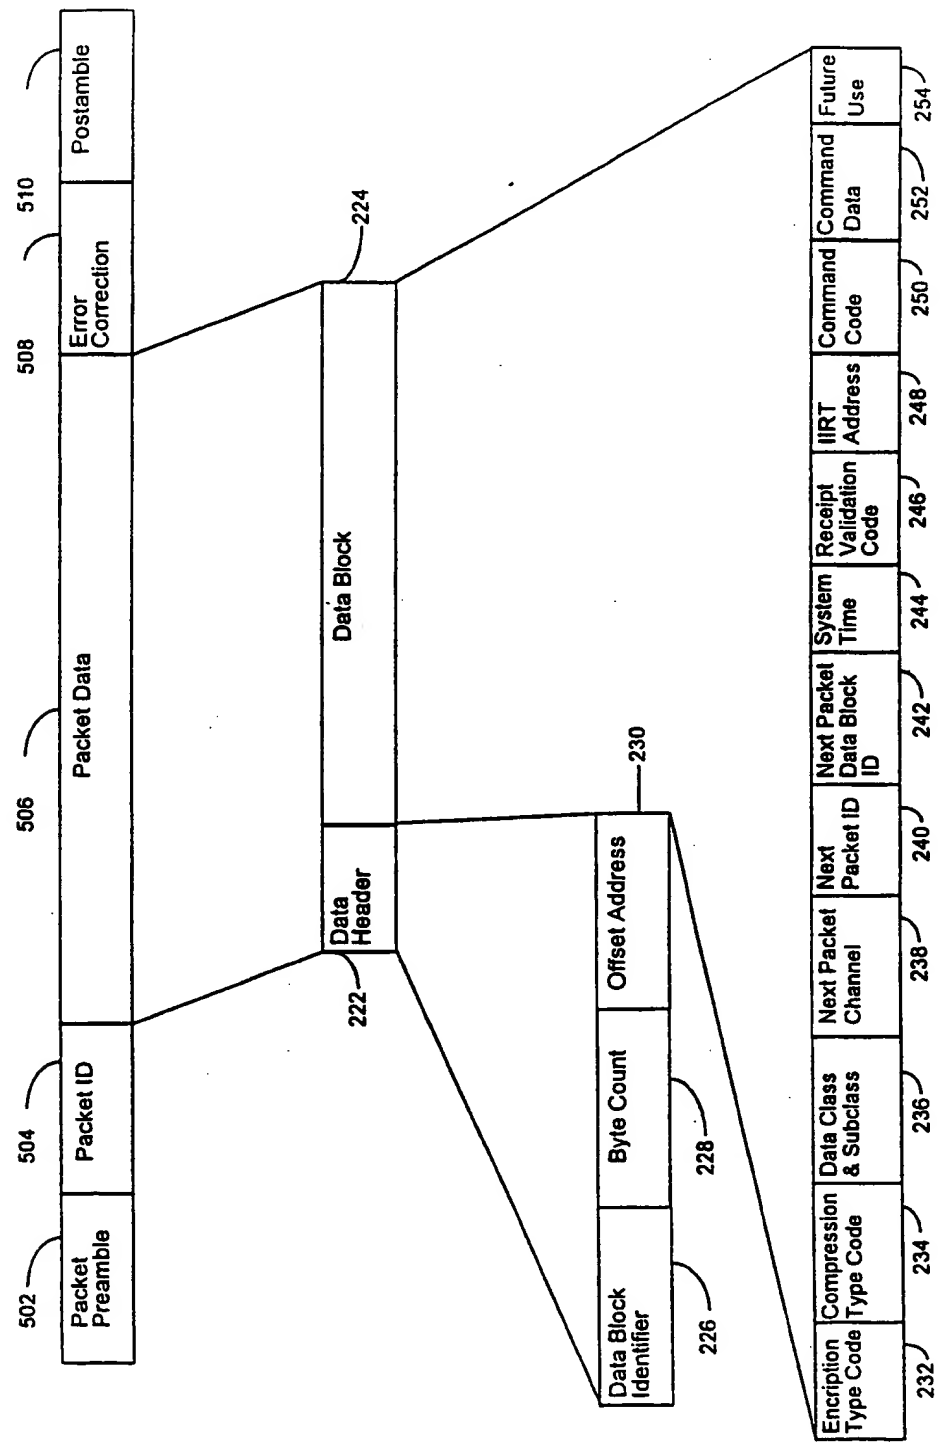 502
504
506
508
510
Packet
Preamble
Packet ID
Packet Data
Error
Correction
Postamble
222
Data
Header
Data Block
224
Data Block
Identifier
Byte Count
Offset Address
230
226
228
Encription
Type Code
Compression
Type Code
Data Class
& Subclass
Next Packet
Channel
Next
Packet ID
Next Packet
Data Block
ID
System
Time
Receipt
Validation
Code
IIRT
Address
Command
Code
Command
Data
Future
Use
232
234
236
238
240
242
244
246
248
250
252
254